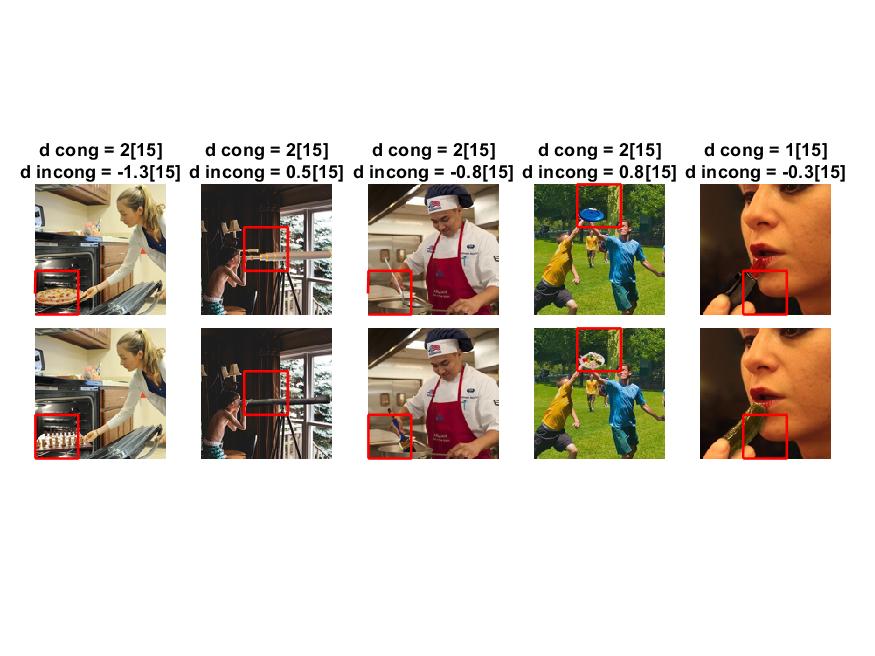 d cong = 2[15]
d incong = -1.3[15]
d cong = 2[15]
d incong = 0.5[15]
d cong = 2[15]
d incong = -0.8[15]
d cong = 2[15]
d incong = 0.8[15]
d cong = 1[15]
d incong = -0.3[15]